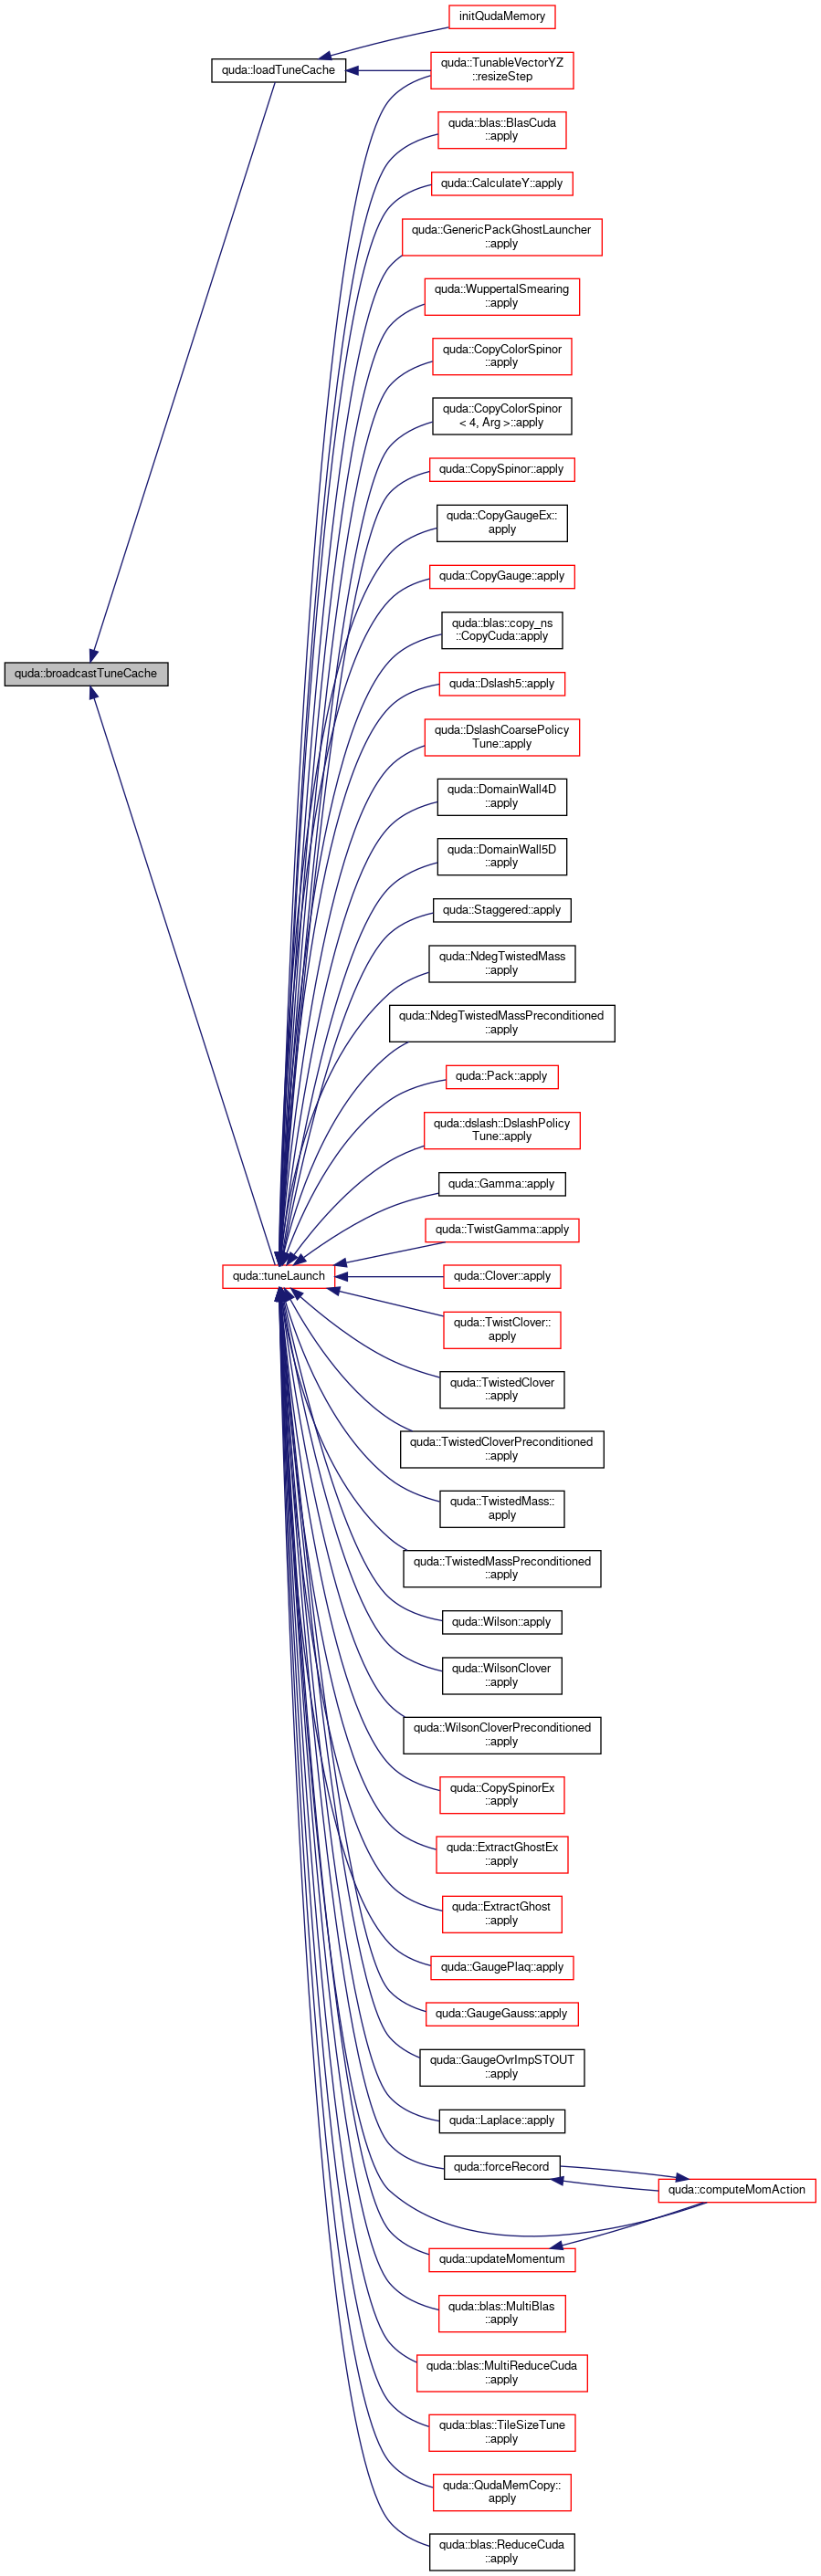 initQudaMemory
quda::loadTuneCache
quda::TunableVectorYZ
::resizeStep
quda::blas::BlasCuda
::apply
quda::CalculateY::apply
quda::GenericPackGhostLauncher
::apply
quda::WuppertalSmearing
::apply
quda::CopyColorSpinor
::apply
quda::CopyColorSpinor
< 4, Arg >::apply
quda::CopySpinor::apply
quda::CopyGaugeEx::
apply
quda::CopyGauge::apply
quda::blas::copy_ns
::CopyCuda::apply
quda::broadcastTuneCache
quda::Dslash5::apply
quda::DslashCoarsePolicy
Tune::apply
quda::DomainWall4D
::apply
quda::DomainWall5D
::apply
quda::Staggered::apply
quda::NdegTwistedMass
::apply
quda::NdegTwistedMassPreconditioned
::apply
quda::Pack::apply
quda::dslash::DslashPolicy
Tune::apply
quda::Gamma::apply
quda::TwistGamma::apply
quda::tuneLaunch
quda::Clover::apply
quda::TwistClover::
apply
quda::TwistedClover
::apply
quda::TwistedCloverPreconditioned
::apply
quda::TwistedMass::
apply
quda::TwistedMassPreconditioned
::apply
quda::Wilson::apply
quda::WilsonClover
::apply
quda::WilsonCloverPreconditioned
::apply
quda::CopySpinorEx
::apply
quda::ExtractGhostEx
::apply
quda::ExtractGhost
::apply
quda::GaugePlaq::apply
quda::GaugeGauss::apply
quda::GaugeOvrImpSTOUT
::apply
quda::Laplace::apply
quda::forceRecord
quda::computeMomAction
quda::updateMomentum
quda::blas::MultiBlas
::apply
quda::blas::MultiReduceCuda
::apply
quda::blas::TileSizeTune
::apply
quda::QudaMemCopy::
apply
quda::blas::ReduceCuda
::apply